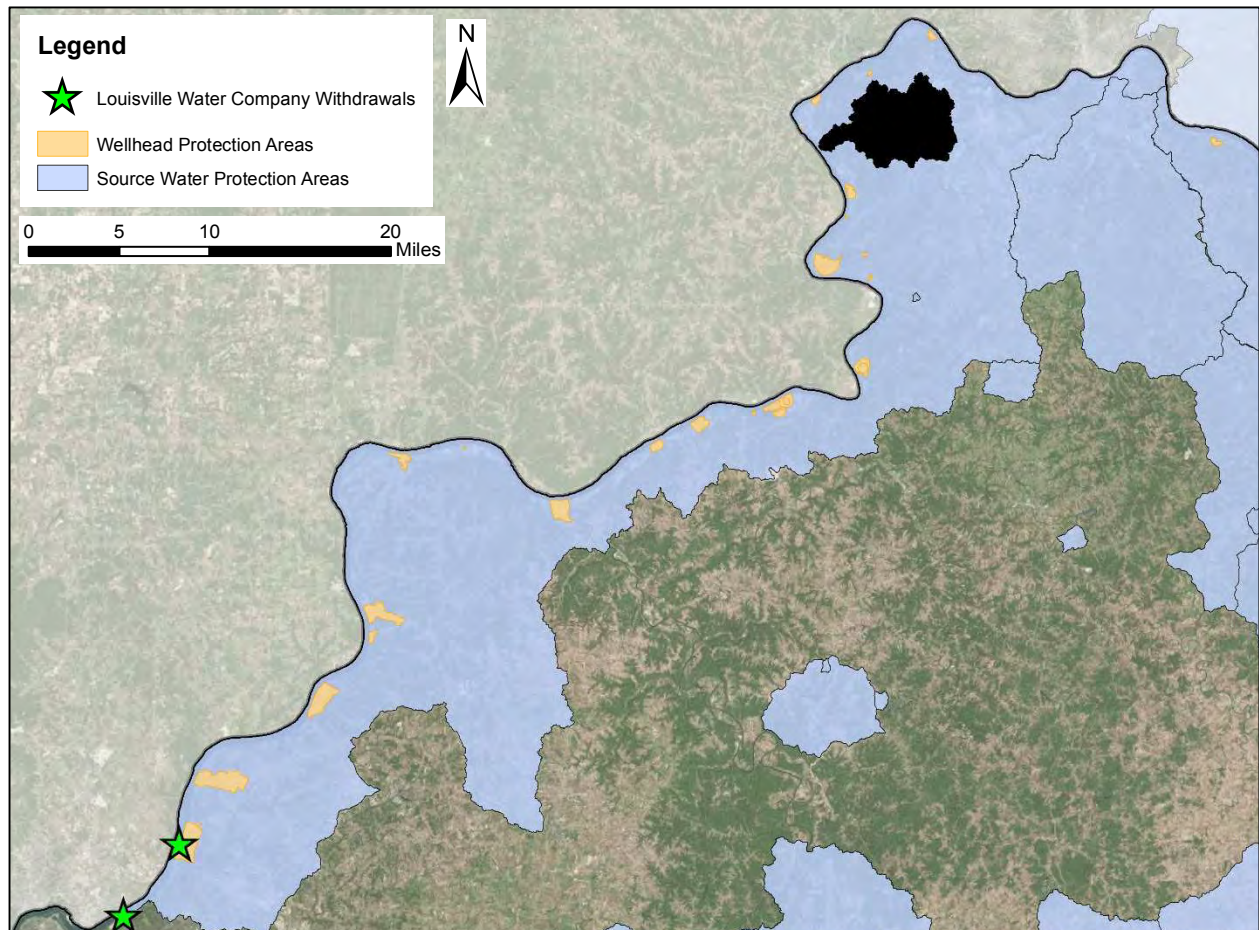 Legend
N
Louisville Water Company Withdrawals
Wellhead Protection Areas
Source Water Protection Areas
0 5 10 20
Miles